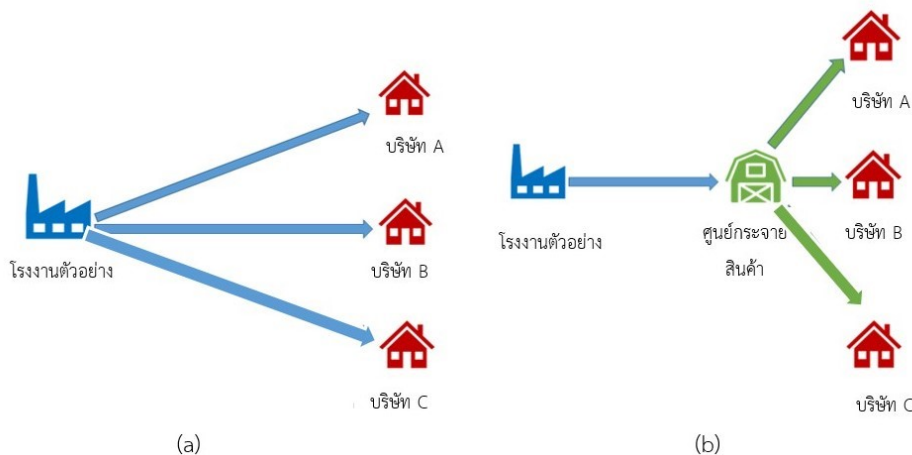 บริษัท A
บริษัท B
โรงงานตัวอย่าง
บริษัท C
(a)
บริษัท A
โรงงานตัวอย่าง
ศูนย์กระจาย
สินค้า
บริษัท B
บริษัท C
(b)